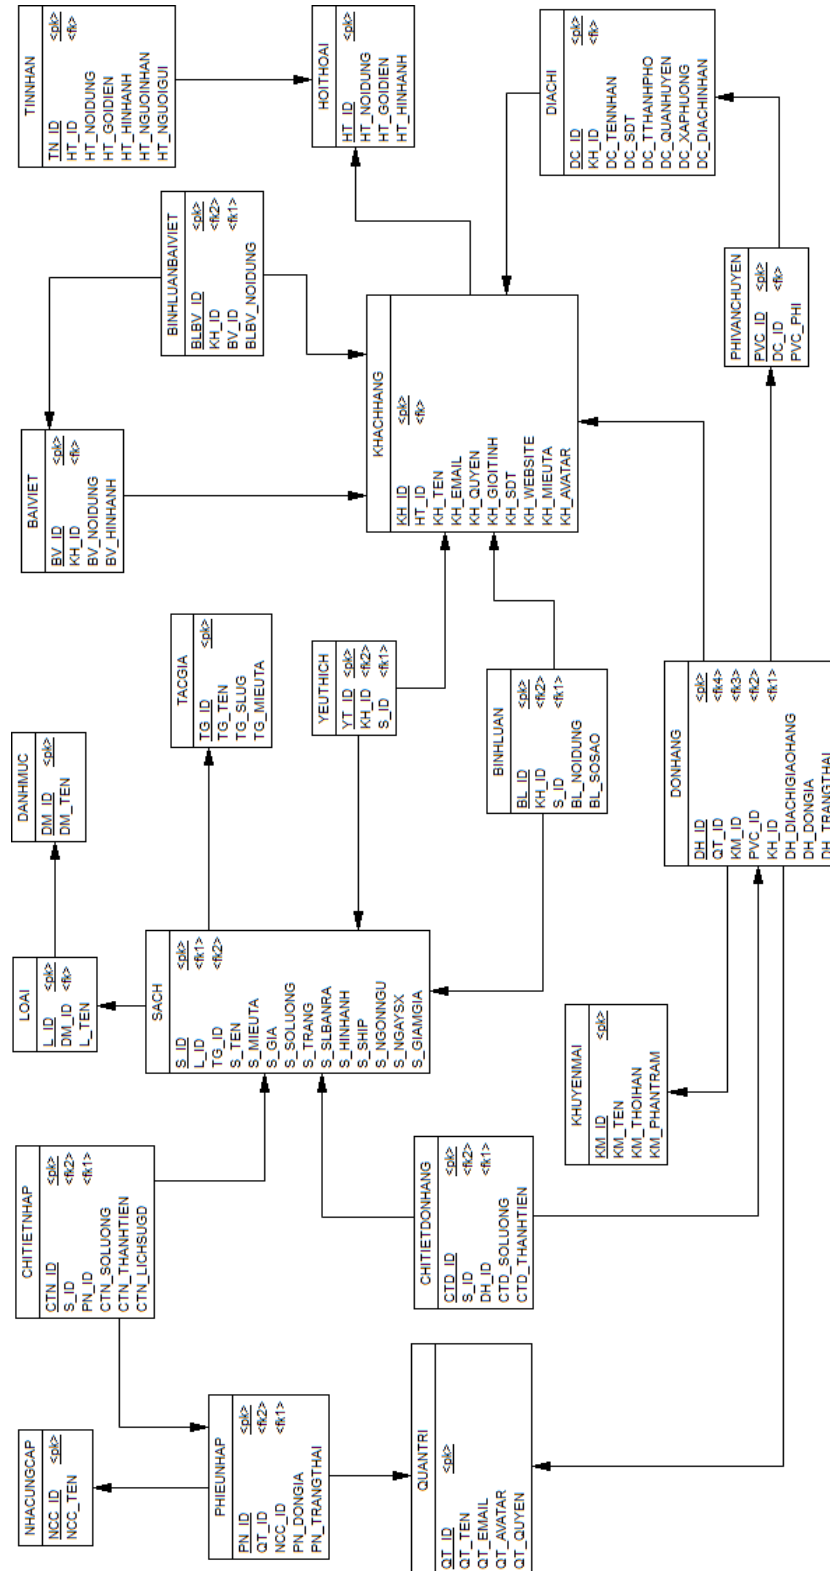 NHACUNGCAP
NCC_ID <pk>
NCC_TEN
CHITIETNHAP
CTN_ID <pk>
S_ID <fk2>
PN_ID <fk1>
CTN_SOLUONG
CTN_THANHTIEN
CTN_LICHSUGD
LOAI
L_ID <pk>
DM_ID <fk>
L_TEN
DANHMUC
DM_ID <pk>
DM_TEN
BAIVIET
BV_ID <pk>
KH_ID <fk>
BV_NOIDUNG
BV_HINHANH
TINNHAN
TN_ID <pk>
HT_ID <fk>
HT_NOIDUNG
HT_GOIDIEN
HT_HINHANH
HT_NGUOINHAN
HT_NGUOIGUI
PHIEUNHAP
PN_ID <pk>
QT_ID <fk2>
NCC_ID <fk1>
PN_DONGIA
PN_TRANGTHAI
SACH
S_ID <pk>
L_ID <fk1>
TG_ID <fk2>
S_TEN
S_MIEUTA
S_GIA
S_SOLUONG
S_TRANG
S_SLBANRA
S_HINHANH
S_SHIP
S_NGONNGU
S_NGAYSX
S_GIAMGIA
TACGIA
TG_ID <pk>
TG_TEN
TG_SLUG
TG_MIEUTA
BINHLUANBAIVIET
BLBV_ID <pk>
KH_ID <fk2>
BV_ID <fk1>
BLBV_NOIDUNG
HOITHOAI
HT_ID <pk>
HT_NOIDUNG
HT_GOIDIEN
HT_HINHANH
YEUTHICH
YT_ID <pk>
KH_ID <fk2>
S_ID <fk1>
KHACHHANG
KH_ID <pk>
HT_ID <fk>
KH_TEN
KH_EMAIL
KH_QUYEN
KH_GIOITINH
KH_SDT
KH_WEBSITE
KH_MIEUTA
KH_AVATAR
QUANTRI
QT_ID <pk>
QT_TEN
QT_EMAIL
QT_AVATAR
QT_QUYEN
CHITIETDONHANG
CTD_ID <pk>
S_ID <fk2>
DH_ID <fk1>
CTD_SOLUONG
CTD_THANHTIEN
BINHLUAN
BL_ID <pk>
KH_ID <fk2>
S_ID <fk1>
BL_NOIDUNG
BL_SOSAO
DIACHI
DC_ID <pk>
KH_ID <fk>
DC_TENNHAN
DC_SDT
DC_TTHANHPHO
DC_QUANHUYEN
DC_XAPHUONG
DC_DIACHINHAN
KHUYENMAI
KM_ID <pk>
KM_TEN
KM_THOIHAN
KM_PHANTRAM
DONHANG
DH_ID <pk>
QT_ID <fk4>
KM_ID <fk3>
PVC_ID <fk2>
KH_ID <fk1>
DH_DIACHIGIAOHANG
DH_DONGIA
DH_TRANGTHAI
PHIVANCHUYEN
PVC_ID <pk>
DC_ID <fk>
PVC_PHI